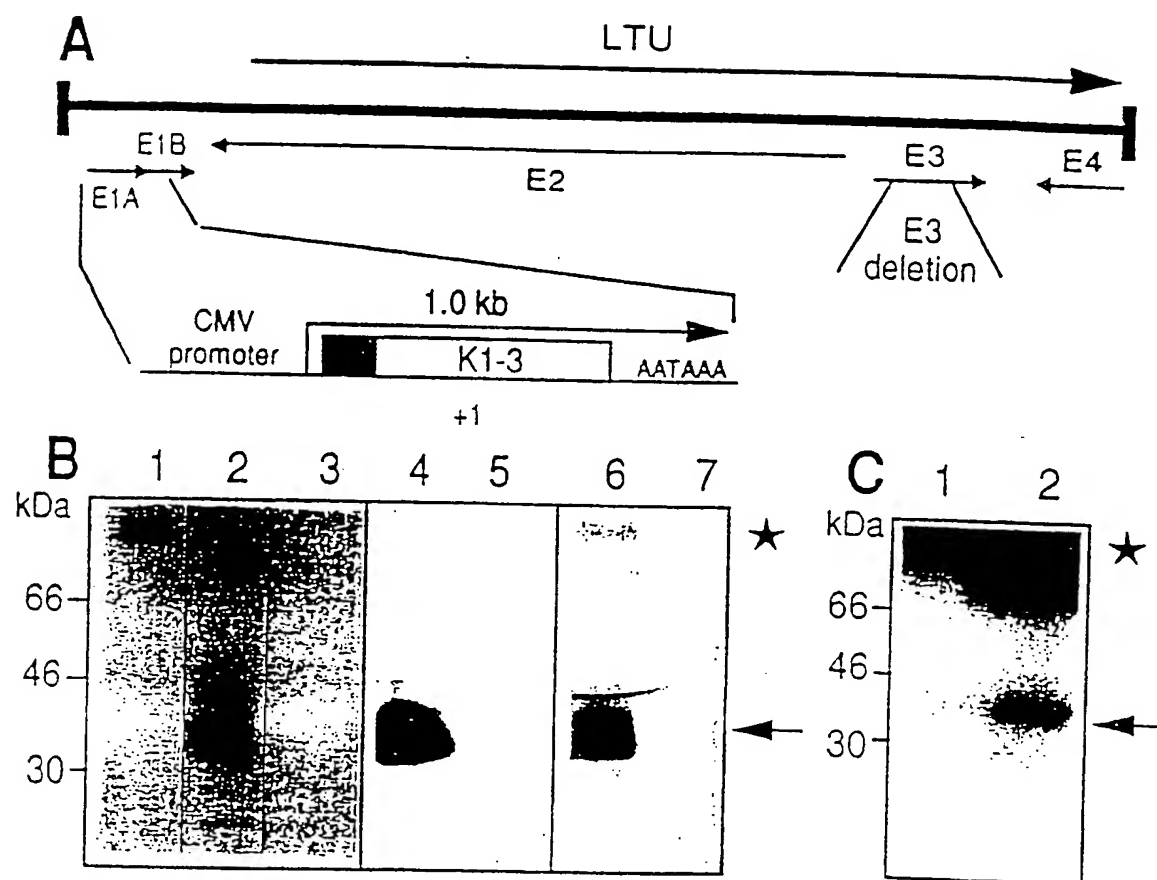 A
LTU
E1B
E1A
E2
E3
E4
E3
deletion
1.0 kb
CMV
promoter
K1-3
AATAAA
+1
B
1 2 3 4 5 6 7
kDa
66
46
30
C
1 2
kDa
66
46
30